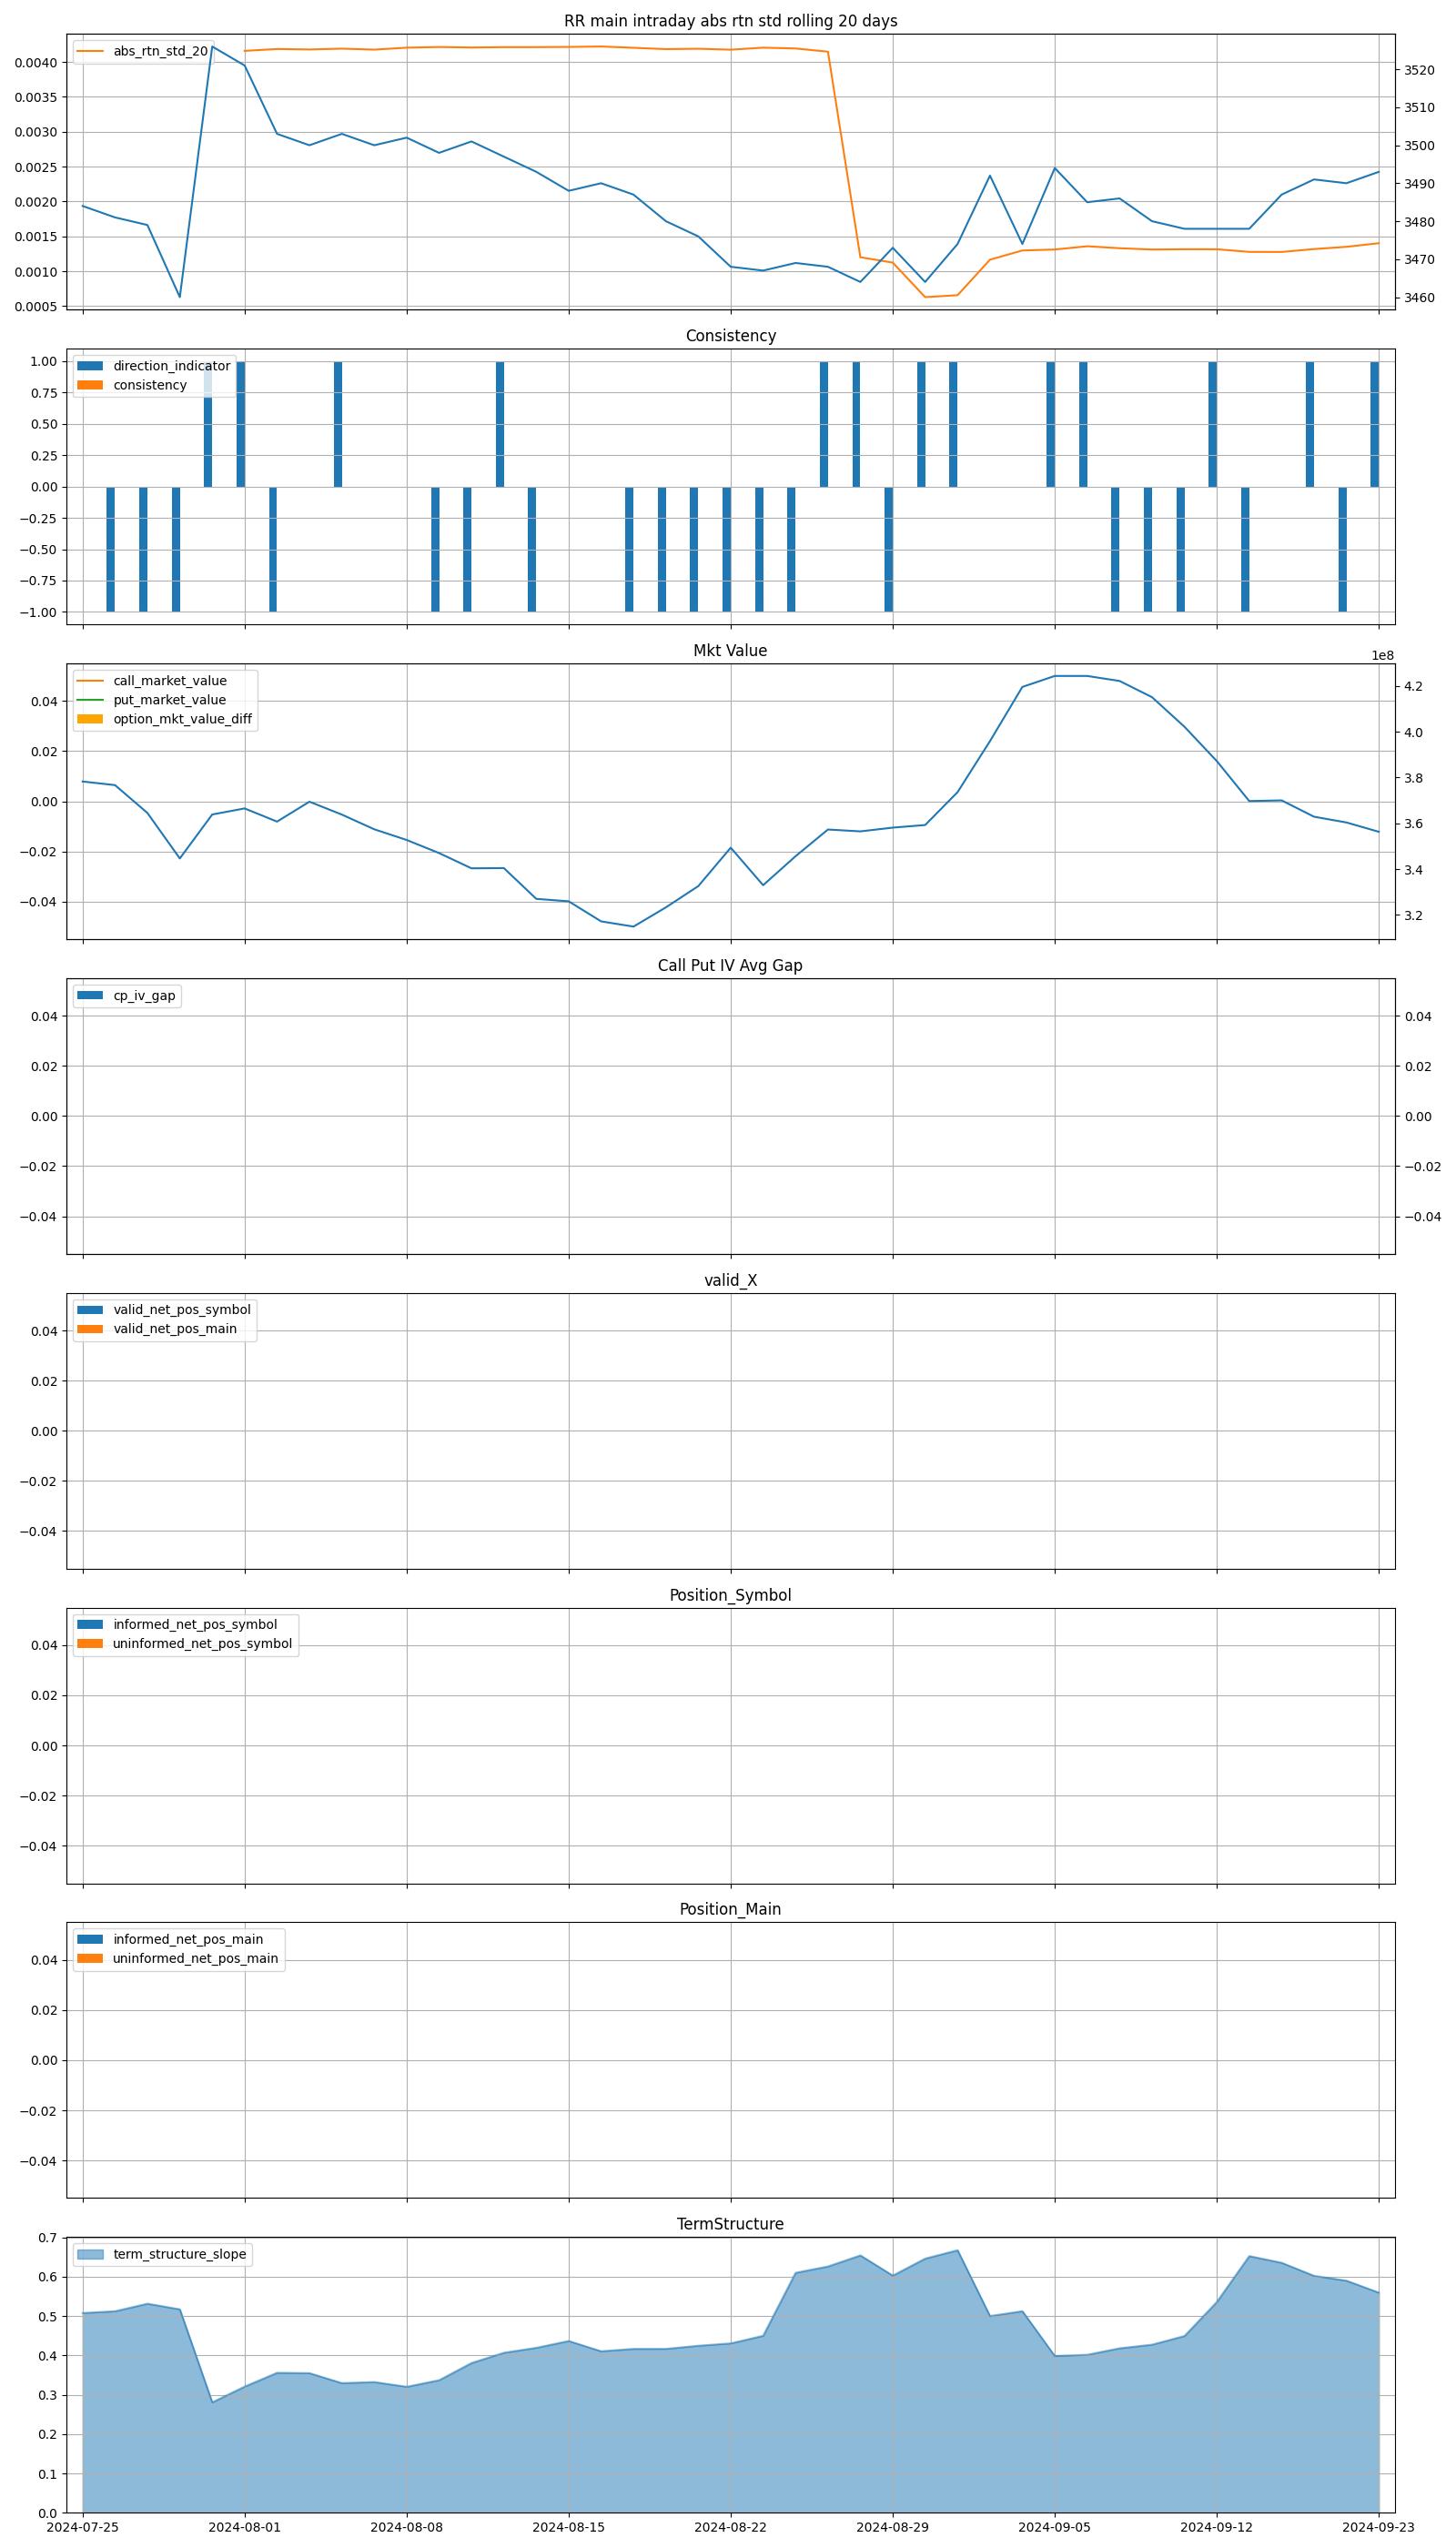 RR main intraday abs rtn std rolling 20 days
abs_rtn_std_20
0.0040
0.0035
0.0030
0.0025
0.0020
0.0015
0.0010
0.0005
3520
3510
3500
3490
3480
3470
3460
Consistency
direction_indicator
consistency
1.00
0.75
0.50
0.25
0.00
−0.25
−0.50
−0.75
−1.00
Mkt Value
1e8
call_market_value
put_market_value
option_mkt_value_diff
0.04
0.02
0.00
−0.02
−0.04
4.2
4.0
3.8
3.6
3.4
3.2
Call Put IV Avg Gap
cp_iv_gap
0.04
0.02
0.00
−0.02
−0.04
0.04
0.02
0.00
−0.02
−0.04
valid_X
valid_net_pos_symbol
valid_net_pos_main
0.04
0.02
0.00
−0.02
−0.04
Position_Symbol
informed_net_pos_symbol
uninformed_net_pos_symbol
0.04
0.02
0.00
−0.02
−0.04
Position_Main
informed_net_pos_main
uninformed_net_pos_main
0.04
0.02
0.00
−0.02
−0.04
TermStructure
term_structure_slope
0.7
0.6
0.5
0.4
0.3
0.2
0.1
0.0
2024-07-25 2024-08-01 2024-08-08 2024-08-15 2024-08-22 2024-08-29 2024-09-05 2024-09-12 2024-09-23